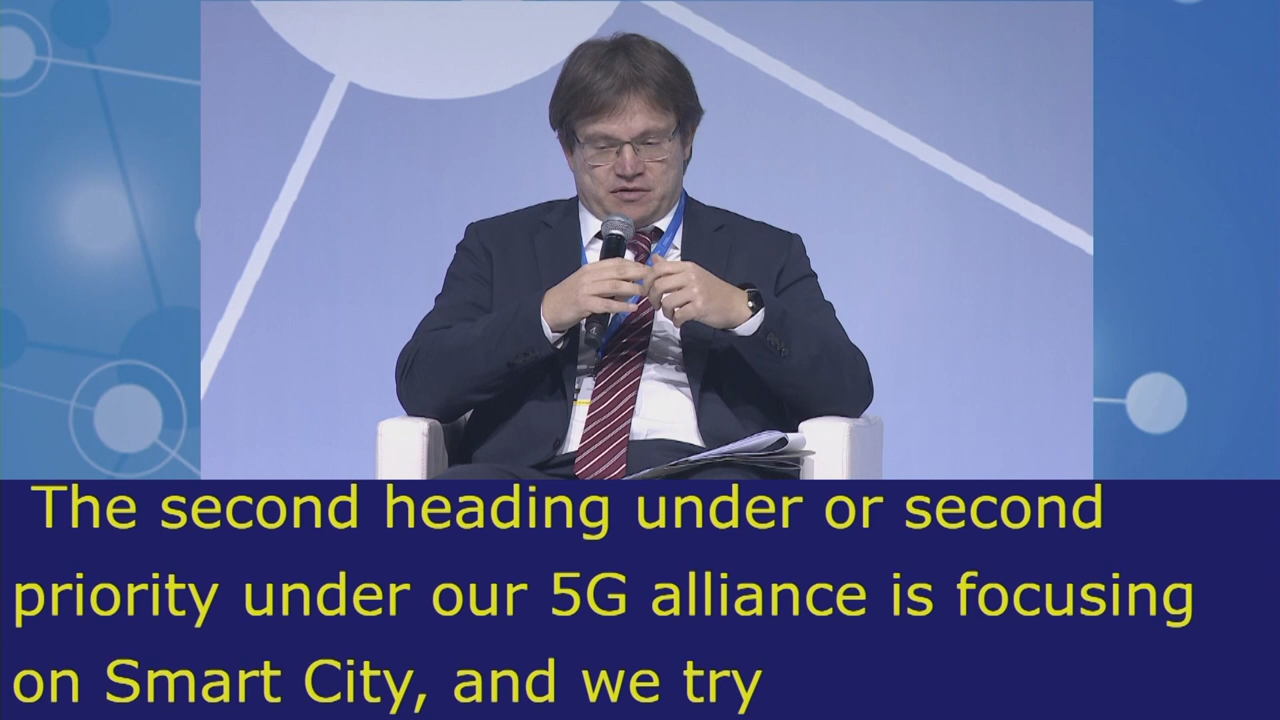 The second heading under or second
priority under our 5G alliance is focusing
on Smart City, and we try